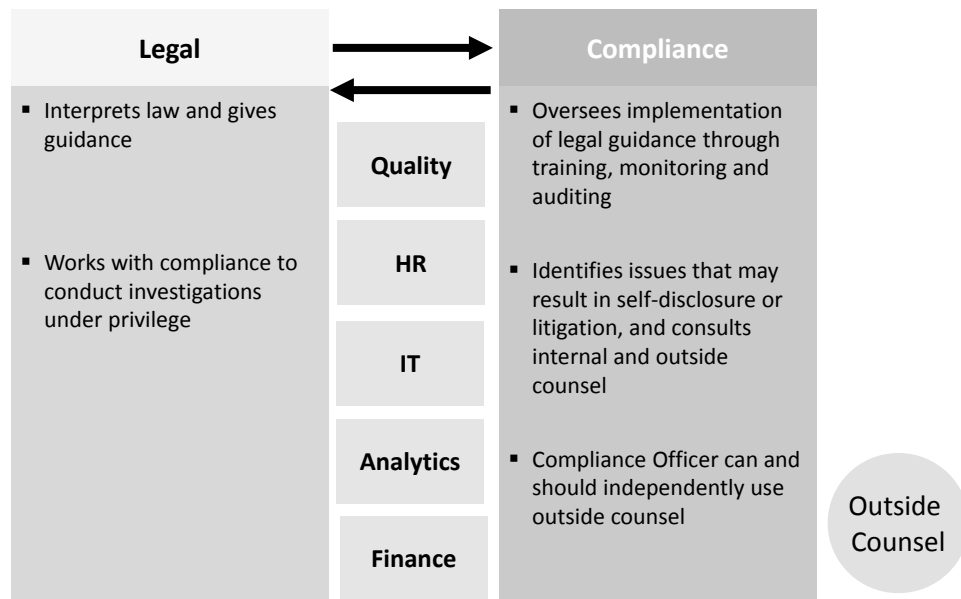 Legal
▪ Interprets law and gives
guidance
▪ Works with compliance to
conduct investigations
under privilege
Quality
HR
IT
Analytics
Finance
Compliance
▪ Oversees implementation
of legal guidance through
training, monitoring and
auditing
▪ Identifies issues that may
result in self-disclosure or
litigation, and consults
internal and outside
counsel
▪ Compliance Officer can and
should independently use
outside counsel
Outside
Counsel